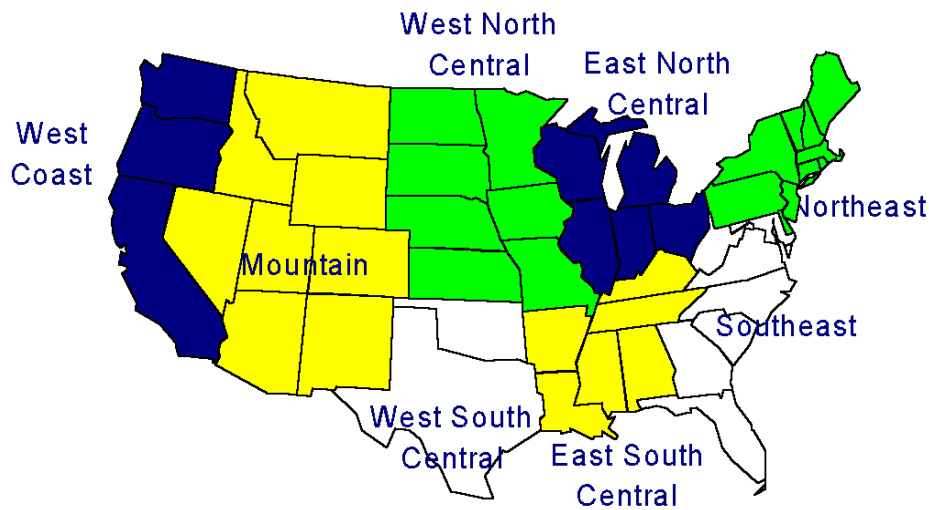 West North
Central
East North
Central
West
Coast
Northeast
Mountain
Southeast
West South
Central
East South
Central